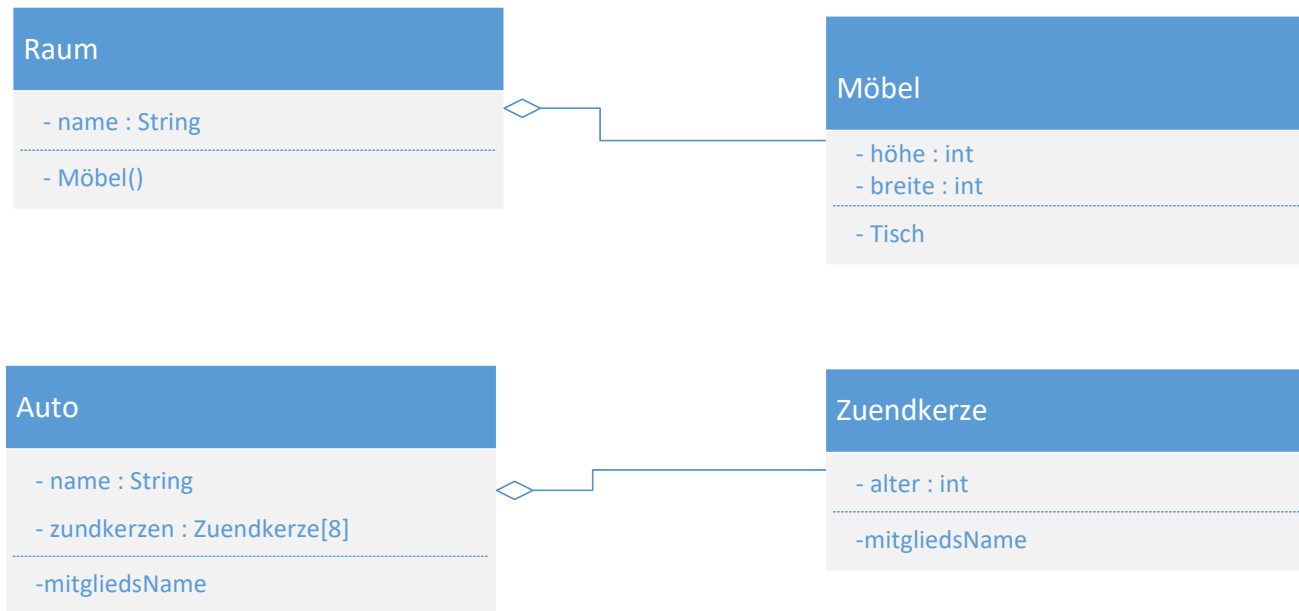 Raum
- name : String
- Möbel()
Möbel
- höhe : int
- breite : int
- Tisch
Auto
- name : String
- zundkerzen : Zuendkerze[8]
-mitgliedsName
Zuendkerze
- alter : int
-mitgliedsName